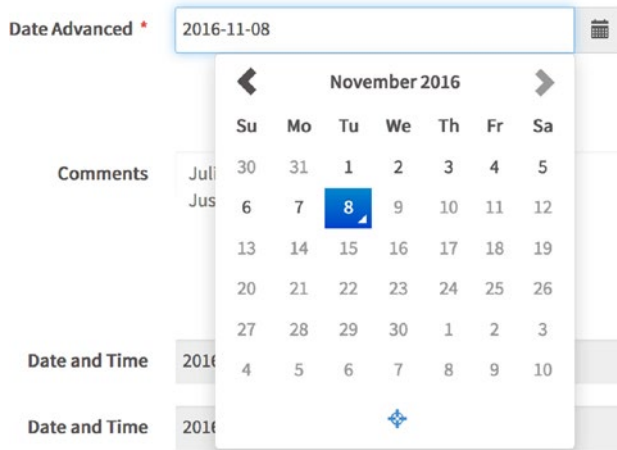 Date Advanced * 2016-11-08
November 2016
Su Mo Tu We Th Fr Sa
30 31 1 2 3 4 5
Comments Juli
6 7 8 9 10 11 12
Jus
13 14 15 16 17 18 19
20 21 22 23 24 25 26
27 28 29 30 1 2 3
Date and Time 2016
4 5 6 7 8 9 10
Date and Time 2016